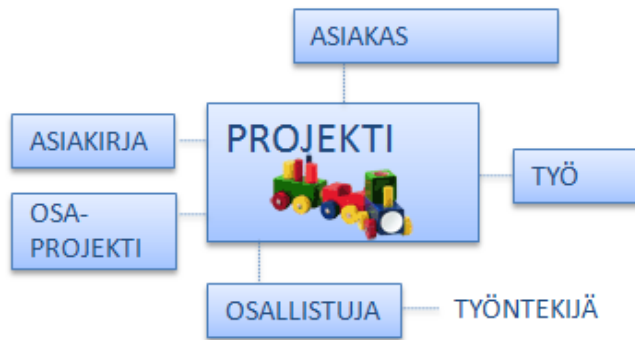 ASIAKAS
ASIAKIRJA
PROJEKTI
TYÖ
OSA-
PROJEKTI
OSALLISTUJA
TYÖNTEKIJÄ